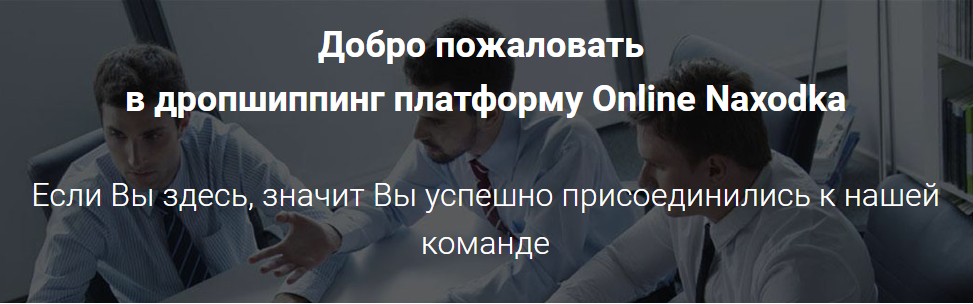 Добро пожаловать
в дропшиппинг платформу Online Naxodka
Если Вы здесь, значит Вы успешно присоединились к нашей
команде